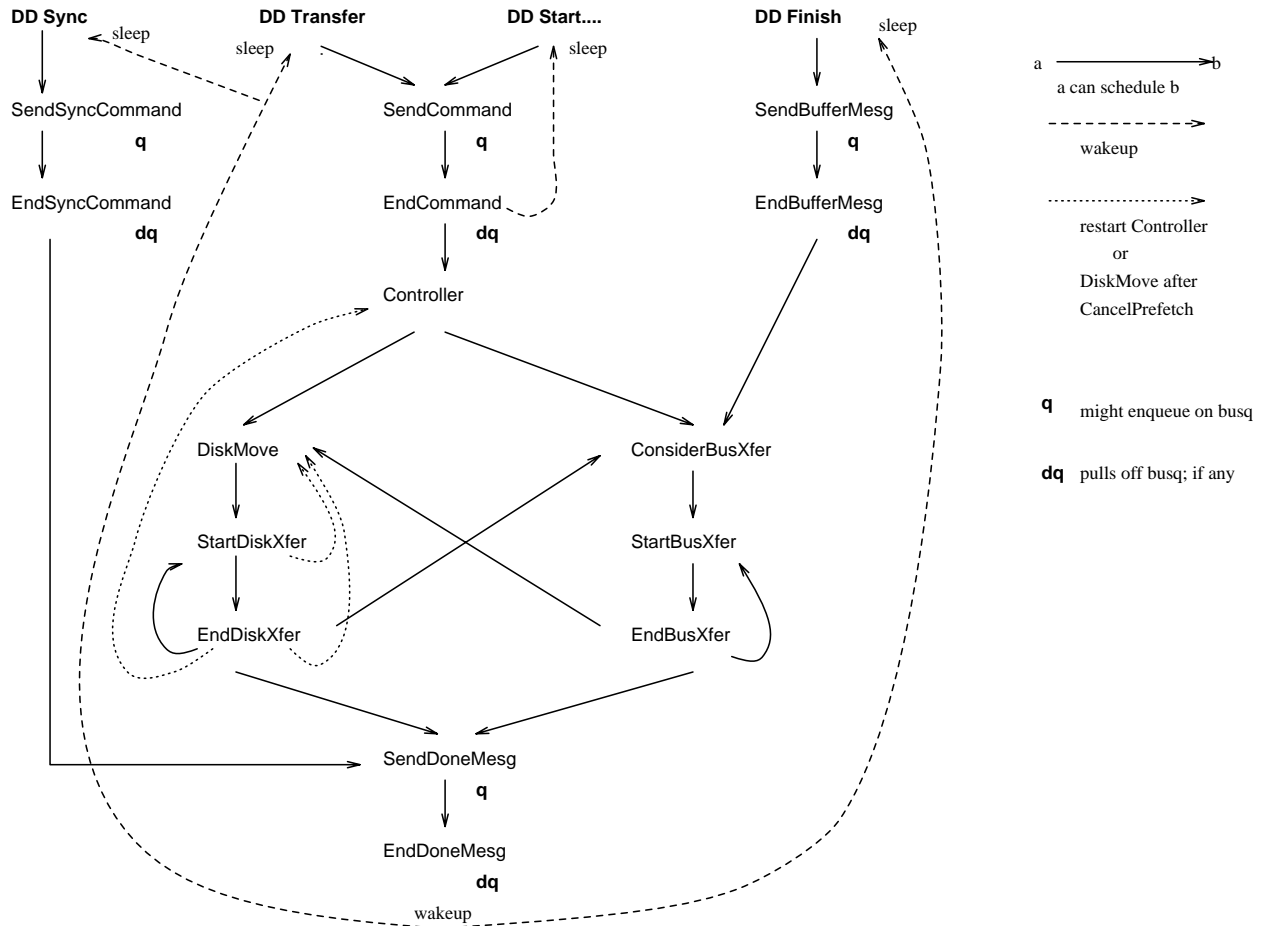 DD Sync
DD Transfer
DD Start....
DD Finish
sleep
sleep
sleep
sleep
a
b
a can schedule b
SendSyncCommand
SendCommand
SendBufferMesg
q
q
q
wakeup
EndSyncCommand
EndCommand
EndBufferMesg
dq
dq
dq
restart Controller
or
DiskMove after
CancelPrefetch
Controller
q might enqueue on busq
DiskMove
ConsiderBusXfer
dq pulls off busq; if any
StartDiskXfer
StartBusXfer
EndDiskXfer
EndBusXfer
SendDoneMesg
q
EndDoneMesg
dq
wakeup